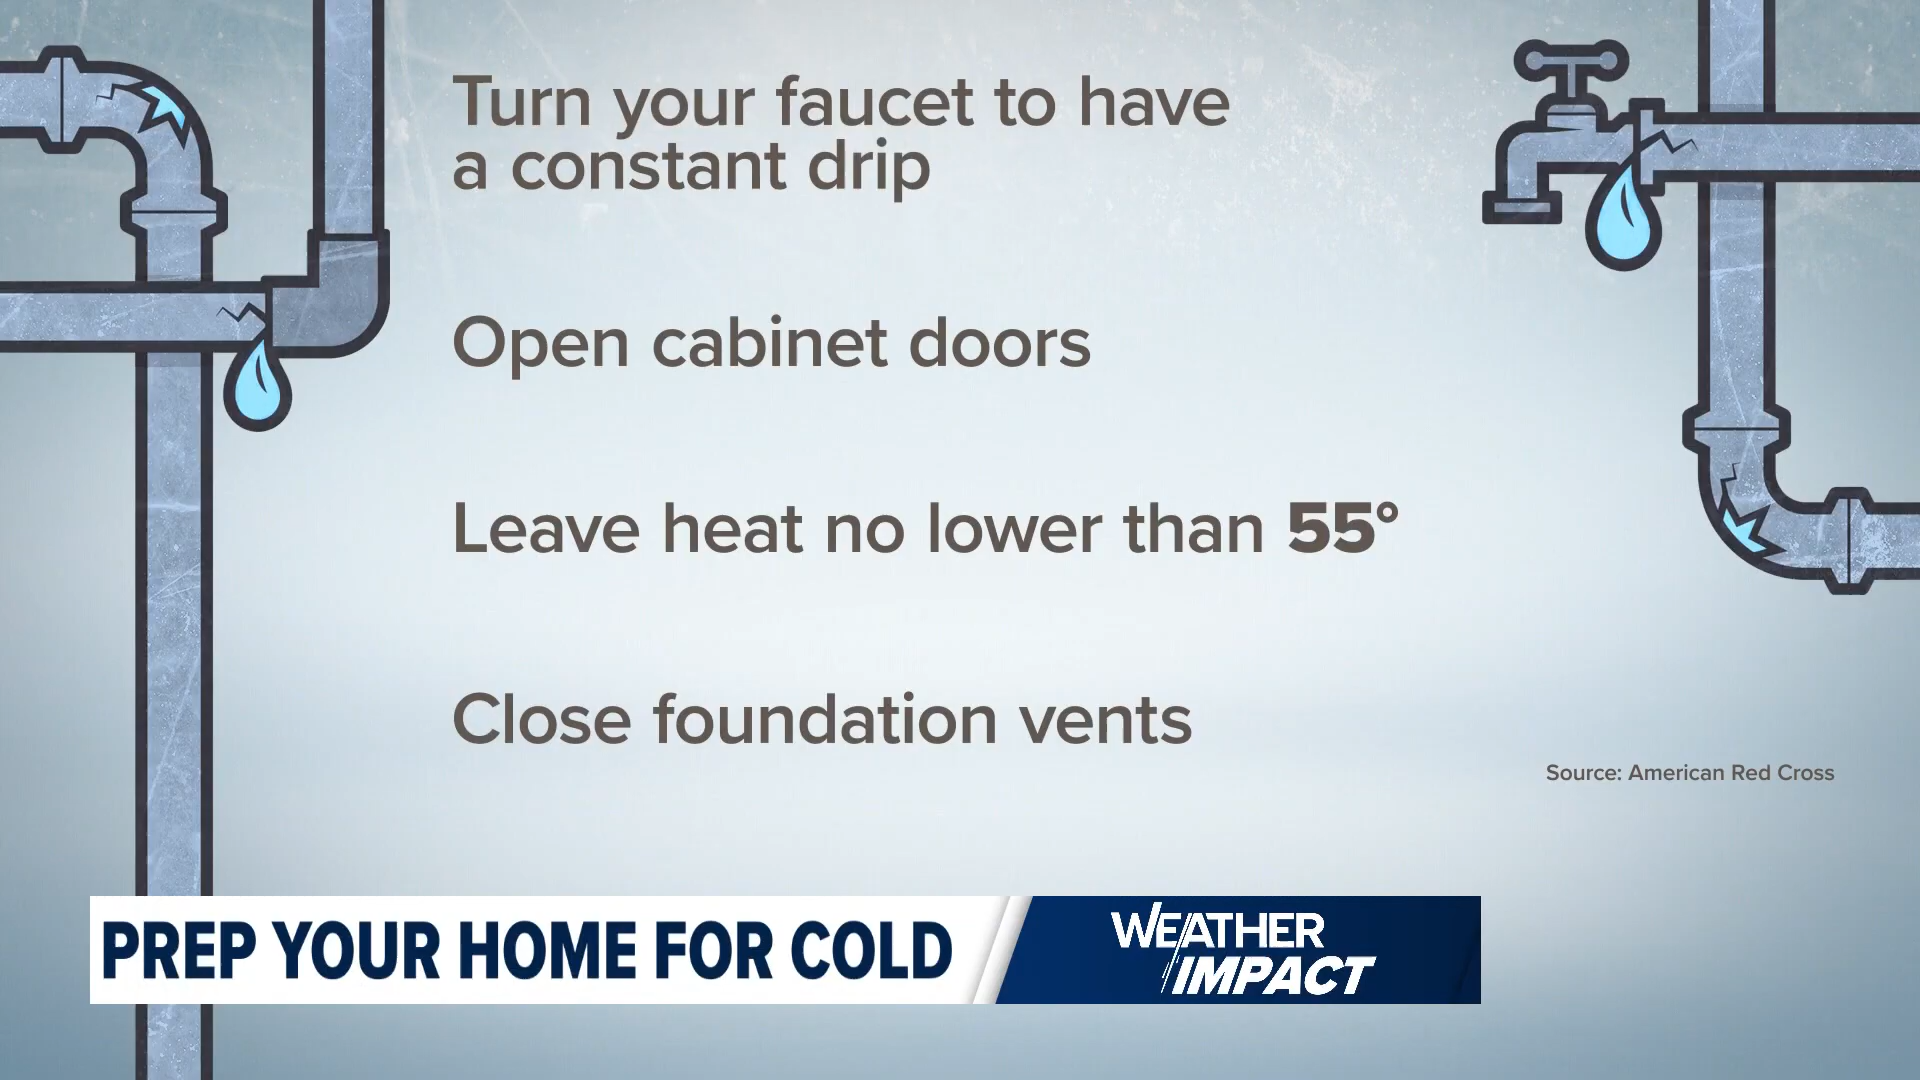 Turn your faucet to have
a constant drip
Open cabinet doors
Leave heat no lower than 55°
Close foundation vents
Source: American Red Cross
PREP YOUR HOME FOR COLD
WEATHER
IMPACT